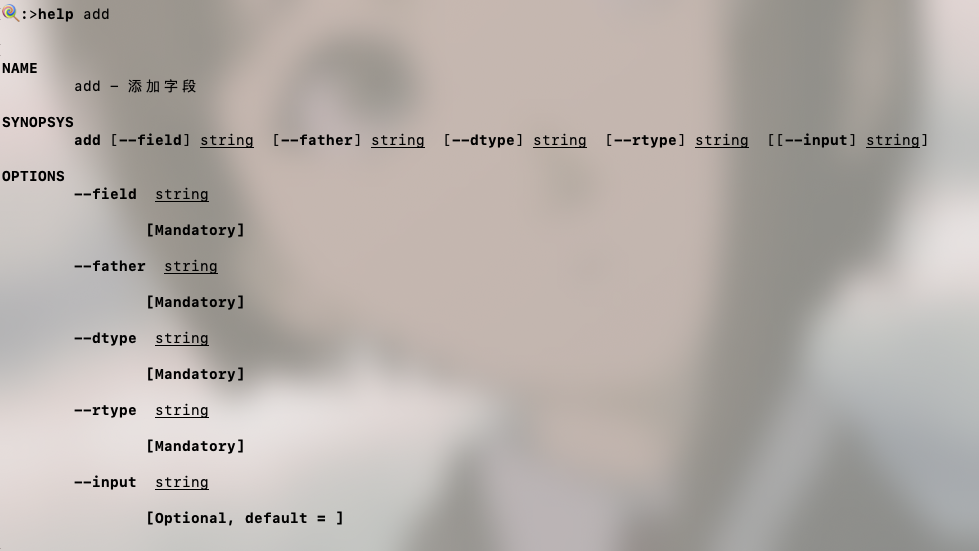 🍭:>help add
NAME
add - 添加字段
SYNOPSYS
add [--field] string [--father] string [--dtype] string [--rtype] string [[--input] string]
OPTIONS
--field string
[Mandatory]
--father string
[Mandatory]
--dtype string
[Mandatory]
--rtype string
[Mandatory]
--input string
[Optional, default = ]